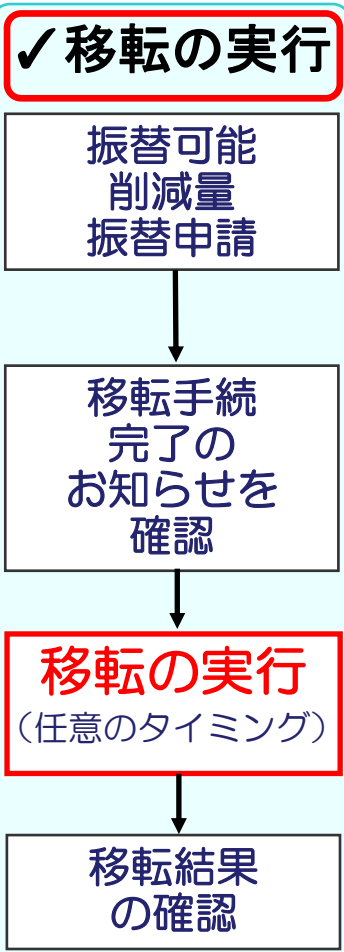 ✓移転の実行
振替可能
削減量
振替申請
移転手続
完了の
お知らせを
確認
移転の実行
（任意のタイミング）
移転結果
の確認